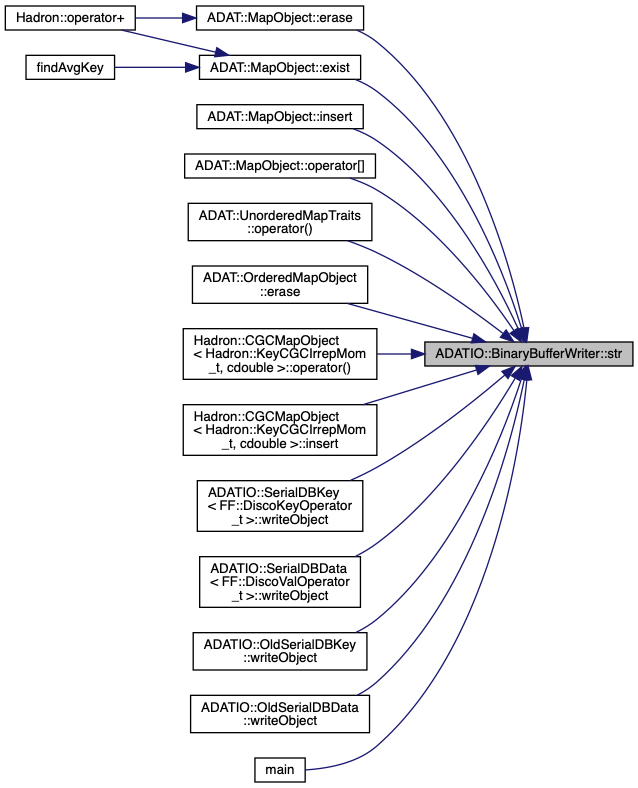 Hadron::operator+
ADAT::MapObject::erase
findAvgKey
ADAT::MapObject::exist
ADAT::MapObject::insert
ADAT::MapObject::operator[]
ADAT::UnorderedMapTraits
::operator()
ADAT::OrderedMapObject
::erase
Hadron::CGCMapObject
< Hadron::KeyCGCIrrepMom
_t, cdouble >::operator()
ADATIO::BinaryBufferWriter::str
Hadron::CGCMapObject
< Hadron::KeyCGCIrrepMom
_t, cdouble >::insert
ADATIO::SerialDBKey
< FF::DiscoKeyOperator
_t >::writeObject
ADATIO::SerialDBData
< FF::DiscoValOperator
_t >::writeObject
ADATIO::OldSerialDBKey
::writeObject
ADATIO::OldSerialDBData
::writeObject
main